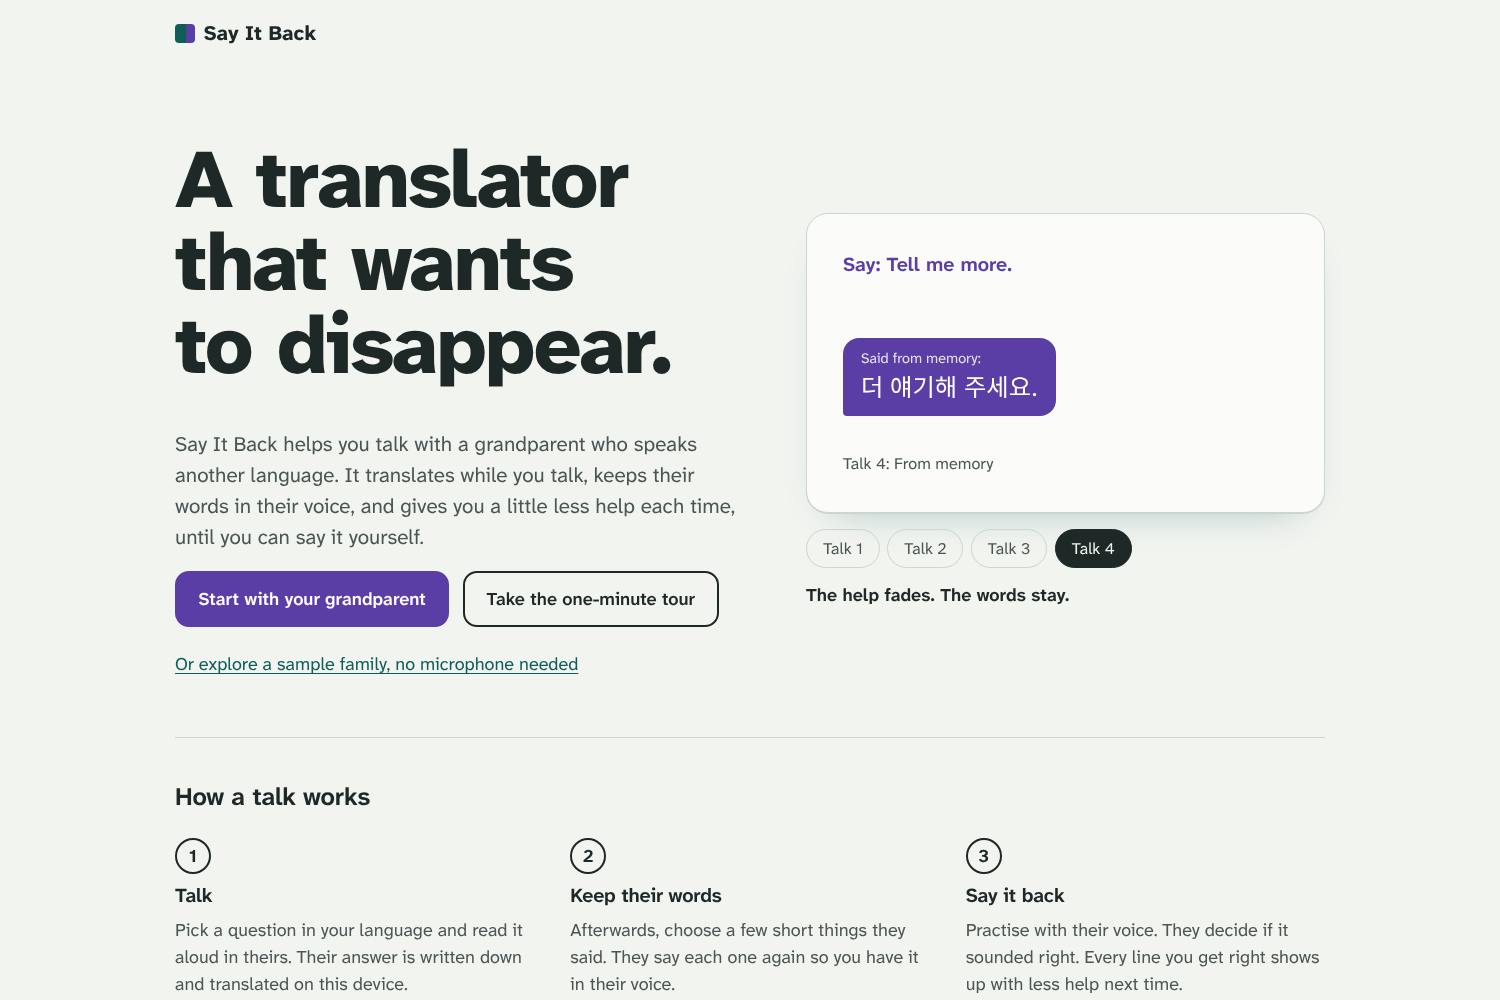 Say It Back
A translator
that wants
to disappear.
Say It Back helps you talk with a grandparent who speaks
another language. It translates while you talk, keeps their
words in their voice, and gives you a little less help each time,
until you can say it yourself.
Start with your grandparent
Take the one-minute tour
Or explore a sample family, no microphone needed
Say: Tell me more.
Said from memory:
더 얘기해 주세요.
Talk 4: From memory
Talk 1
Talk 2
Talk 3
Talk 4
The help fades. The words stay.
How a talk works
1
Talk
Pick a question in your language and read it
aloud in theirs. Their answer is written down
and translated on this device.
2
Keep their words
Afterwards, choose a few short things they
said. They say each one again so you have it
in their voice.
3
Say it back
Practise with their voice. They decide if it
sounded right. Every line you get right shows
up with less help next time.